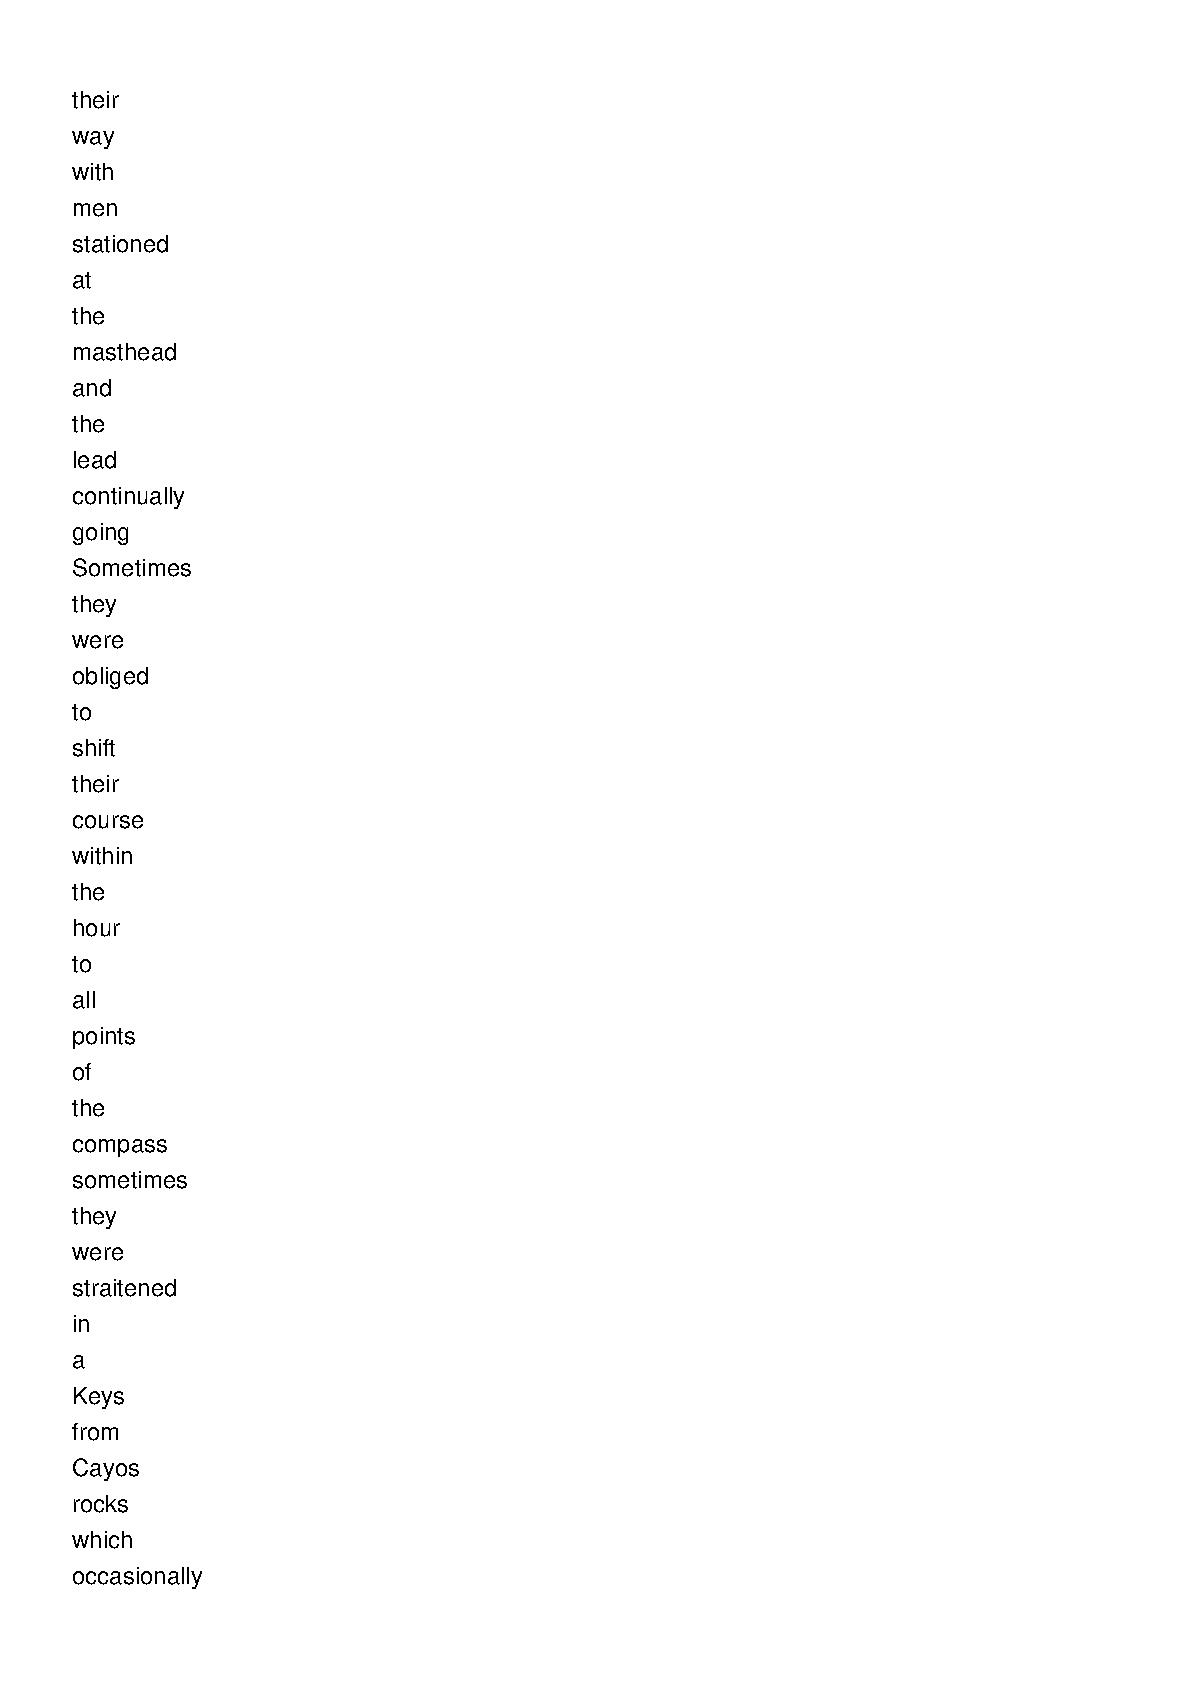 their
way
with
men
stationed
at
the
masthead
and
the
lead
continually
going
Sometimes
they
were
obliged
to
shift
their
course
within
the
hour
to
all
points
of
the
compass
sometimes
they
were
straitened
in
a
Keys
from
Cayos
rocks
which
occasionally